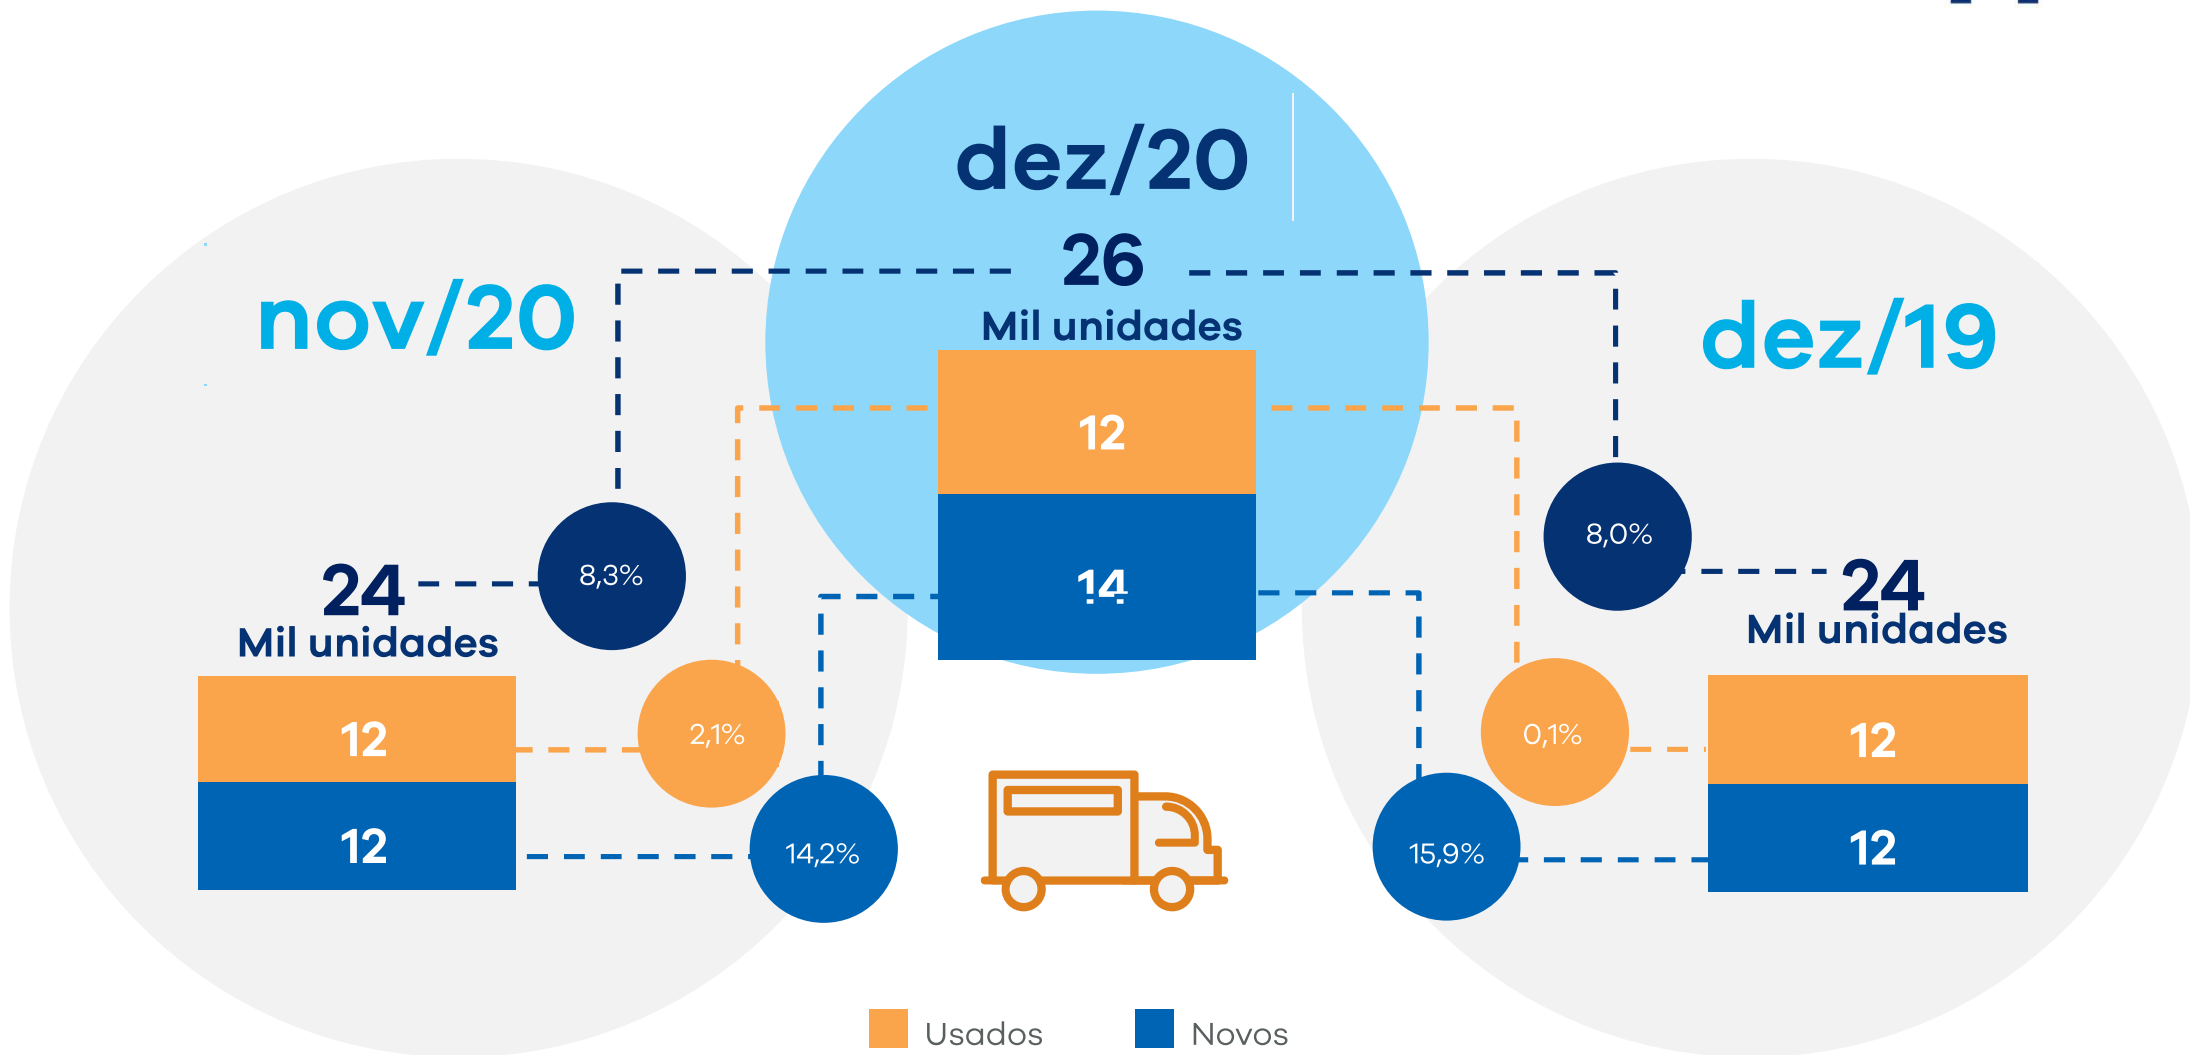 dez/20
26
Mil unidades
12
14
nov/20
24
Mil unidades
12
12
8,3%
2,1%
14,2%
dez/19
24
Mil unidades
12
12
8,0%
0,1%
15,9%
Usados
Novos